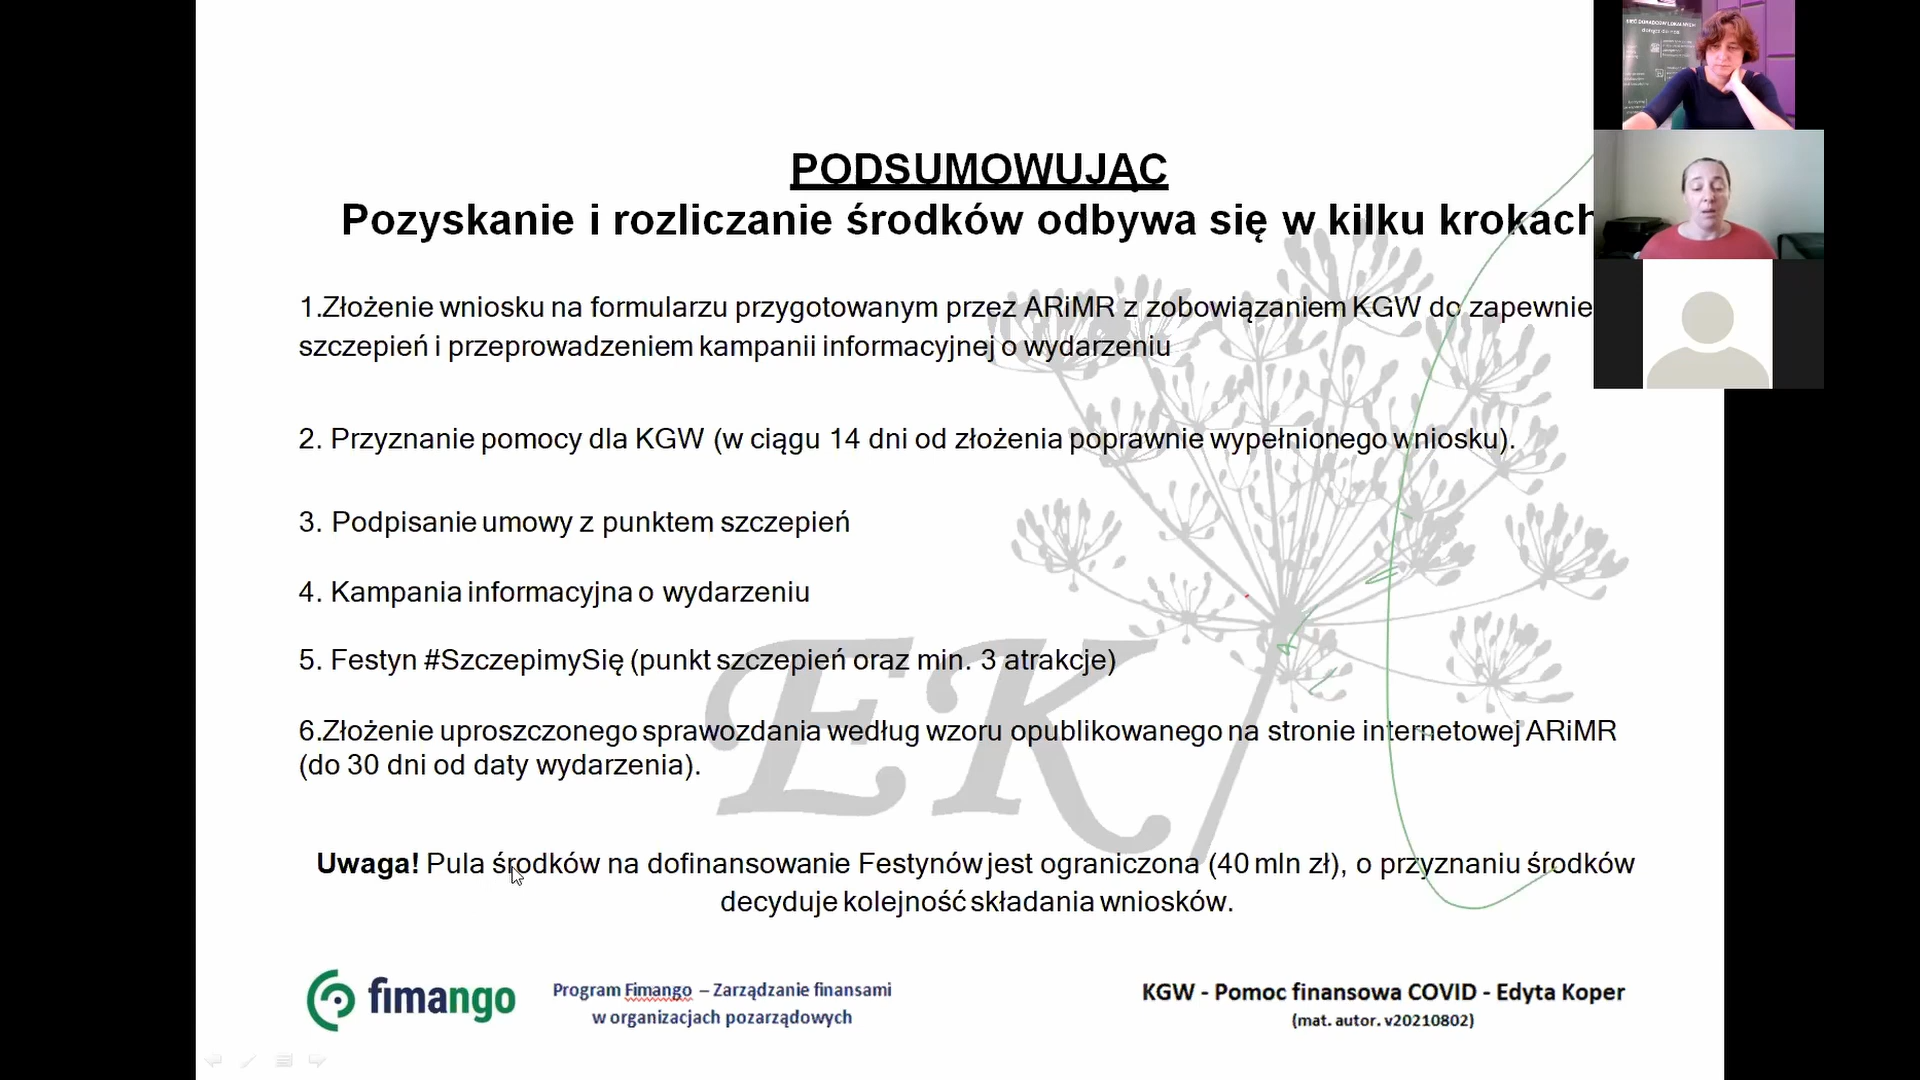 PODSUMOWUJĄC
Pozyskanie i rozliczanie środków odbywa się w kilku krokach
1.Złożenie wniosku na formularzu przygotowanym przez ARiMR z zobowiązaniem KGW do zapewnie
szczepień i przeprowadzeniem kampanii informacyjnej o wydarzeniu
2. Przyznanie pomocy dla KGW (w ciągu 14 dni od złożenia poprawnie wypełnionego wniosku).
3. Podpisanie umowy z punktem szczepień
4. Kampania informacyjna o wydarzeniu
5. Festyn #SzczepimySię (punkt szczepień oraz min. 3 atrakcje)
6.Złożenie uproszczonego sprawozdania według wzoru opublikowanego na stronie internetowej ARiMR
(do 30 dni od daty wydarzenia).
Uwaga! Pula środków na dofinansowanie Festynów jest ograniczona (40 mln zł), o przyznaniu środków
decyduje kolejność składania wniosków.
EK
fimango
Program Fimango – Zarządzanie finansami
w organizacjach pozarządowych
KGW - Pomoc finansowa COVID - Edyta Koper
(mat. autor. v20210802)
SIEĆ DORADCÓW LOKALNYCH